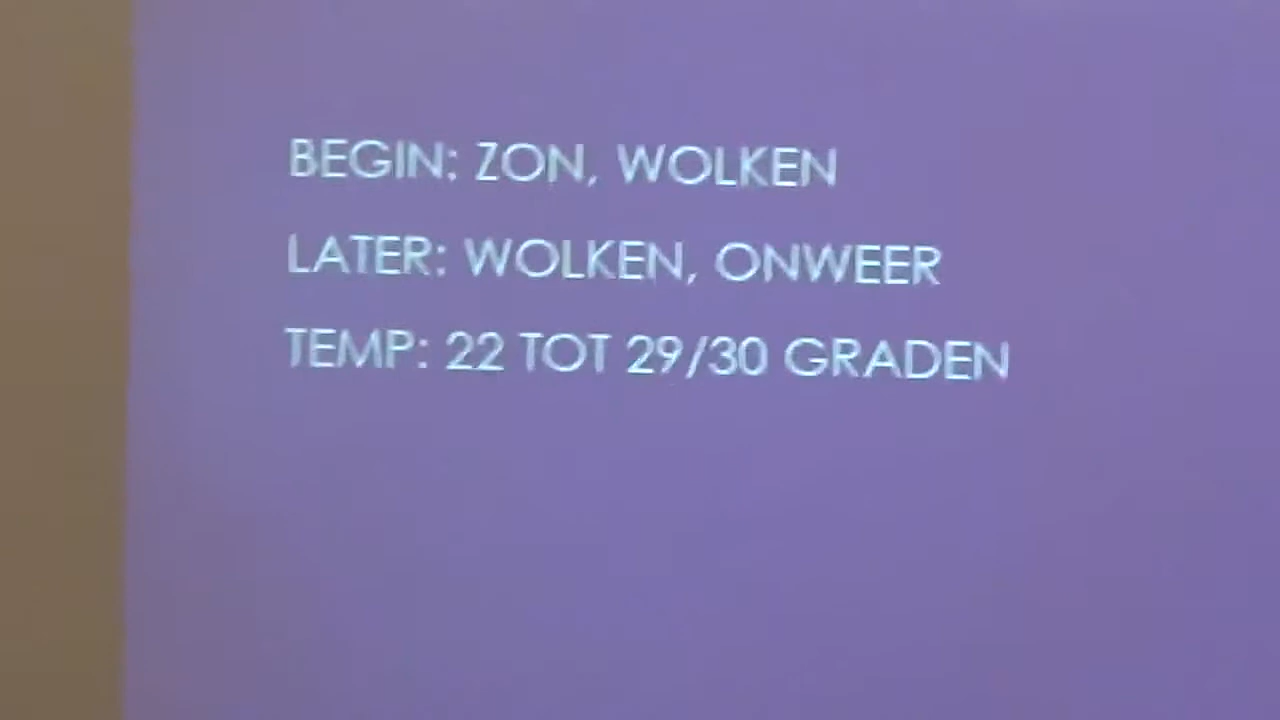 BEGIN: ZON, WOLKEN
LATER: WOLKEN, ONWEER
TEMP: 22 TOT 29/30 GRADEN